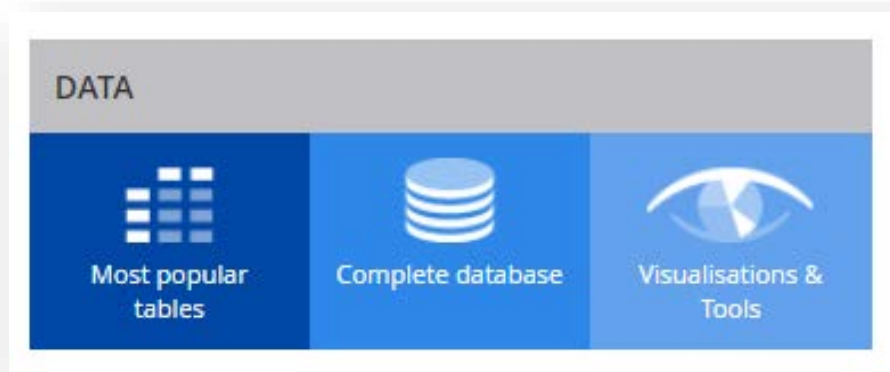 DATA
Most popular
tables
Complete database
Visualisations &
Tools